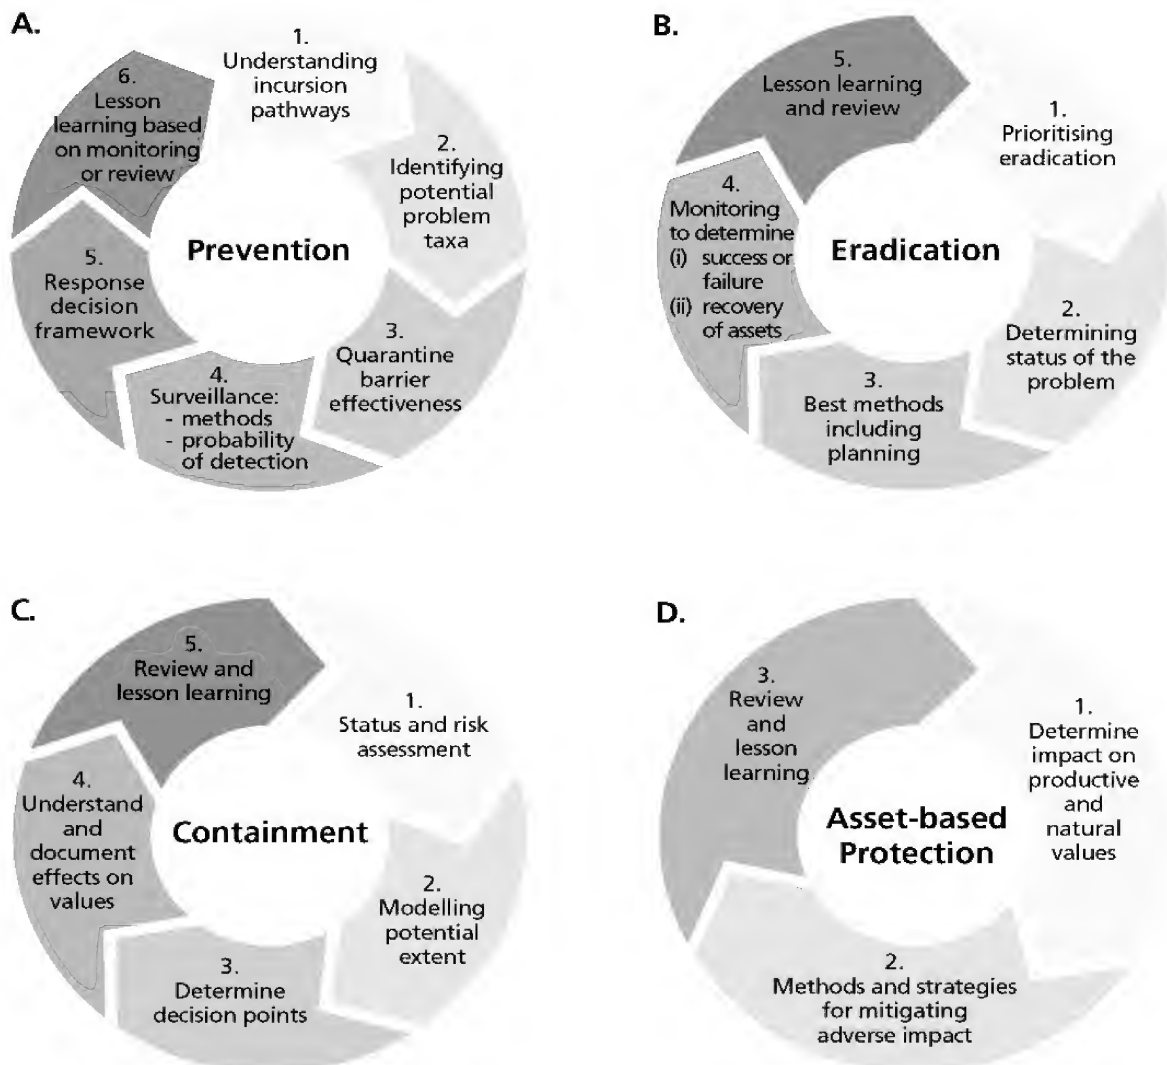 A.
1.
Understanding
incursion
pathways
2.
Identifying
potential
problem
taxa
3.
Quarantine
barrier
effectiveness
4.
Surveillance:
- methods
- probability
of detection
5.
Response
decision
framework
6.
Lesson
learning based
on monitoring
or review
Prevention
B.
1.
Prioritising
eradication
2.
Determining
status of the
problem
3.
Best methods
including
planning
4.
Monitoring
to determine
(i) success or
failure
(ii) recovery
of assets
5.
Lesson learning
and review
Eradication
C.
1.
Status and risk
assessment
2.
Modelling
potential
extent
3.
Determine
decision points
4.
Understand
and
document
effects on
values
5.
Review and
lesson learning
Containment
D.
1.
Determine
impact on
productive
and
natural
values
2.
Methods and strategies
for mitigating
adverse impact
3.
Review
and
lesson
learning
Asset-based
Protection